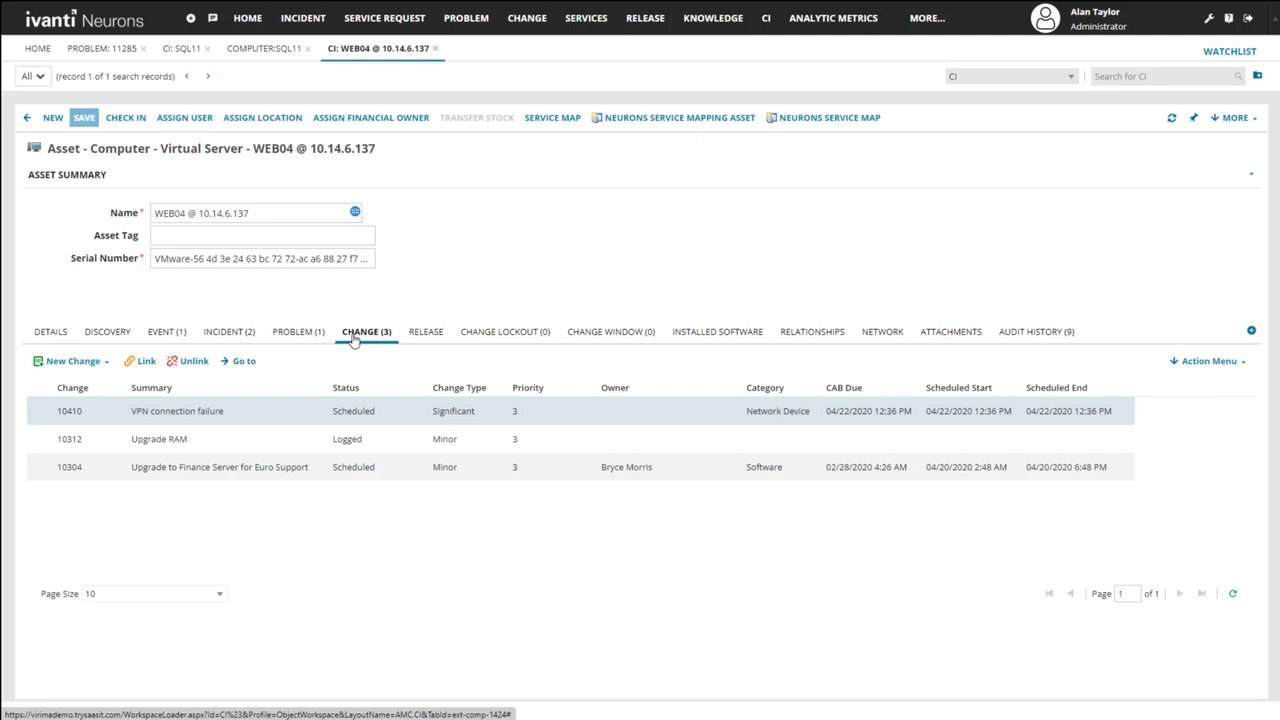 ivanti Neurons HOME INCIDENT SERVICE REQUEST PROBLEM CHANGE SERVICES RELEASE KNOWLEDGE CI ANALYTIC METRICS MORE... Alan Taylor
Administrator
HOME PROBLEM: 11285 CI: SQL11 COMPUTER:SQL11 CI: WEB04 @ 10.14.6.137 WATCHLIST
All (record 1 of 1 search records) CI Search for CI
NEW SAVE CHECK IN ASSIGN USER ASSIGN LOCATION ASSIGN FINANCIAL OWNER TRANSFER STOCK SERVICE MAP NEURONS SERVICE MAPPING ASSET NEURONS SERVICE MAP MORE
Asset - Computer - Virtual Server - WEB04 @ 10.14.6.137
ASSET SUMMARY
Name* WEB04 @ 10.14.6.137
Asset Tag
Serial Number* VMware-56 4d 3e 24 63 bc 72 72-ac a6 88 27 f7 ...
DETAILS DISCOVERY EVENT (1) INCIDENT (2) PROBLEM (1) CHANGE (3) RELEASE CHANGE LOCKOUT (0) CHANGE WINDOW (0) INSTALLED SOFTWARE RELATIONSHIPS NETWORK ATTACHMENTS AUDIT HISTORY (9)
New Change Link Unlink Go to Action Menu
Change Summary Status Change Type Priority Owner Category CAB Due Scheduled Start Scheduled End
10410 VPN connection failure Scheduled Significant 3 Network Device 04/22/2020 12:36 PM 04/22/2020 12:36 PM 04/22/2020 12:36 PM
10312 Upgrade RAM Logged Minor 3
10304 Upgrade to Finance Server for Euro Support Scheduled Minor 3 Bryce Morris Software 02/28/2020 4:26 AM 04/20/2020 2:48 AM 04/20/2020 6:48 PM
Page Size 10 Page 1 of 1
https://virimademo.trysaasit.com/WorkspaceLoader.aspx?Id=CI%23&Profile=ObjectWorkspace&LayoutName=AMC.CI&TabId=ext-comp-1424#